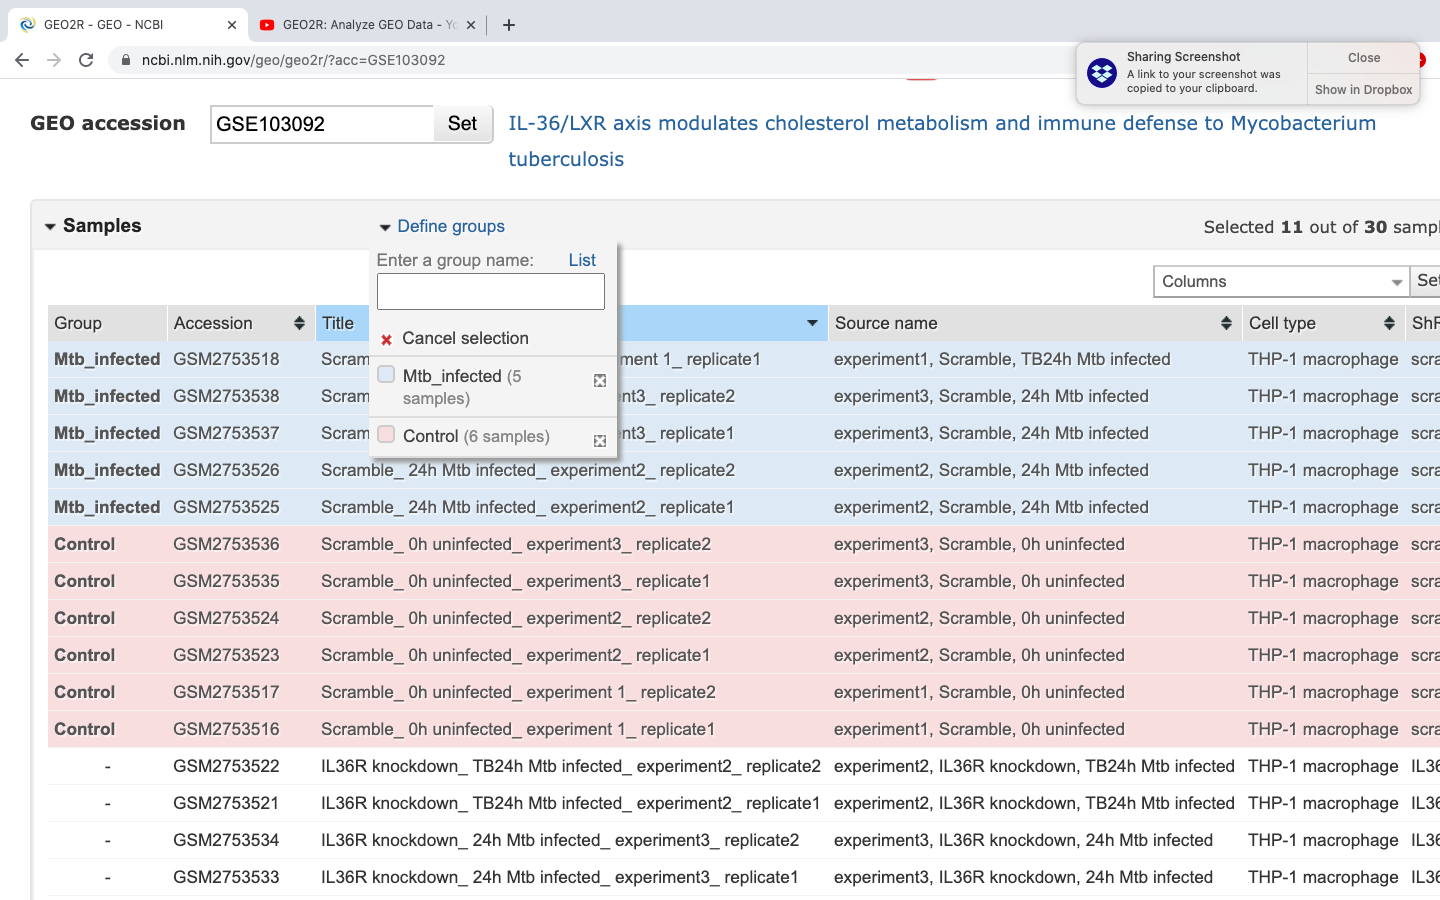 GEO2R - GEO - NCBI
GEO2R: Analyze GEO Data -
ncbi.nlm.nih.gov/geo/geo2r/?acc=GSE103092
Sharing Screenshot
A link to your screenshot was
copied to your clipboard.
Close
Show in Dropbox
GEO accession
GSE103092
Set
IL-36/LXR axis modulates cholesterol metabolism and immune defense to Mycobacterium
tuberculosis
Samples
Define groups
Selected 11 out of 30 sampl
Enter a group name:
List
Cancel selection
Mtb_infected (5
samples)
Control (6 samples)
Columns
Set
Group Accession Title Source name Cell type ShR
Mtb_infected GSM2753518 Scram ment 1_ replicate1 experiment1, Scramble, TB24h Mtb infected THP-1 macrophage scra
Mtb_infected GSM2753538 Scram nt3_ replicate2 experiment3, Scramble, 24h Mtb infected THP-1 macrophage scra
Mtb_infected GSM2753537 Scram nt3_ replicate1 experiment3, Scramble, 24h Mtb infected THP-1 macrophage scra
Mtb_infected GSM2753526 Scramble_ 24h Mtb infected_ experiment2_ replicate2 experiment2, Scramble, 24h Mtb infected THP-1 macrophage scra
Mtb_infected GSM2753525 Scramble_ 24h Mtb infected_ experiment2_ replicate1 experiment2, Scramble, 24h Mtb infected THP-1 macrophage scra
Control GSM2753536 Scramble_ 0h uninfected_ experiment3_ replicate2 experiment3, Scramble, 0h uninfected THP-1 macrophage scra
Control GSM2753535 Scramble_ 0h uninfected_ experiment3_ replicate1 experiment3, Scramble, 0h uninfected THP-1 macrophage scra
Control GSM2753524 Scramble_ 0h uninfected_ experiment2_ replicate2 experiment2, Scramble, 0h uninfected THP-1 macrophage scra
Control GSM2753523 Scramble_ 0h uninfected_ experiment2_ replicate1 experiment2, Scramble, 0h uninfected THP-1 macrophage scra
Control GSM2753517 Scramble_ 0h uninfected_ experiment 1_ replicate2 experiment1, Scramble, 0h uninfected THP-1 macrophage scra
Control GSM2753516 Scramble_ 0h uninfected_ experiment 1_ replicate1 experiment1, Scramble, 0h uninfected THP-1 macrophage scra
- GSM2753522 IL36R knockdown_ TB24h Mtb infected_ experiment2_ replicate2 experiment2, IL36R knockdown, TB24h Mtb infected THP-1 macrophage IL36
- GSM2753521 IL36R knockdown_ TB24h Mtb infected_ experiment2_ replicate1 experiment2, IL36R knockdown, TB24h Mtb infected THP-1 macrophage IL36
- GSM2753534 IL36R knockdown_ 24h Mtb infected_ experiment3_ replicate2 experiment3, IL36R knockdown, 24h Mtb infected THP-1 macrophage IL36
- GSM2753533 IL36R knockdown_ 24h Mtb infected_ experiment3_ replicate1 experiment3, IL36R knockdown, 24h Mtb infected THP-1 macrophage IL36